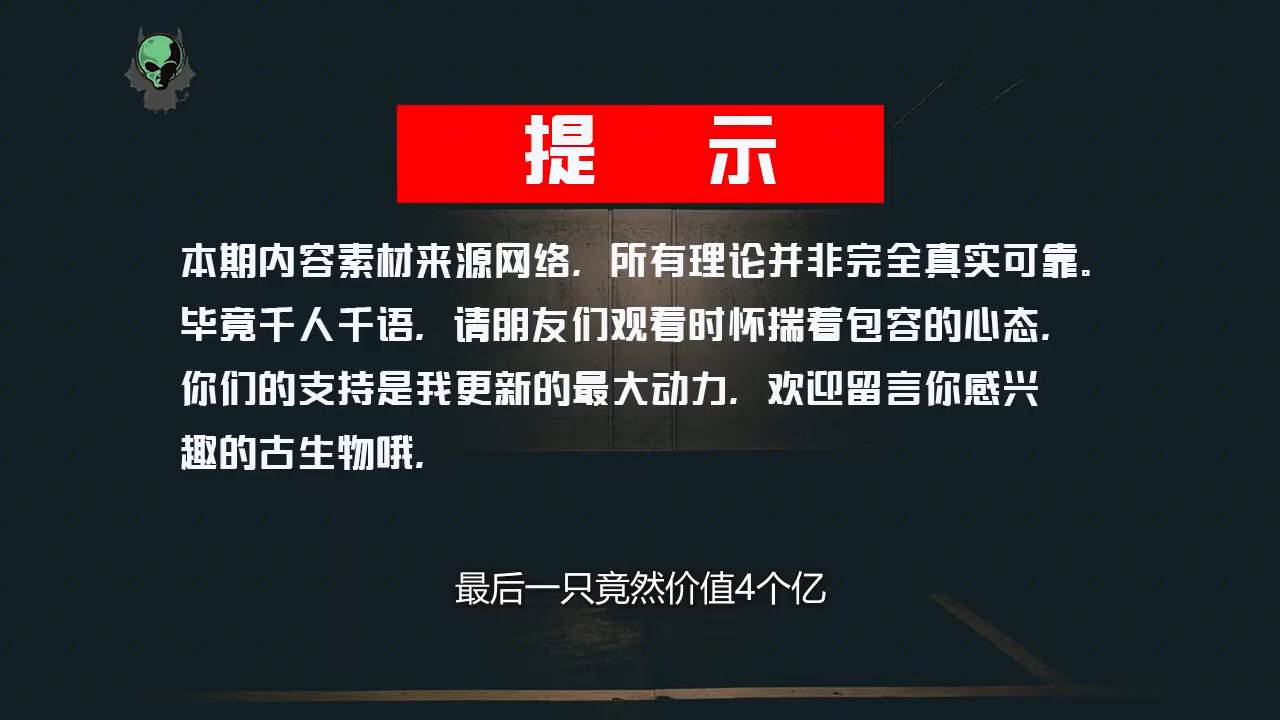 提 示
本期内容素材来源网络，所有理论并非完全真实可靠。
毕竟千人千语，请朋友们观看时怀揣着包容的心态，
你们的支持是我更新的最大动力，欢迎留言你感兴
趣的古生物哦，
最后一只竟然价值4个亿